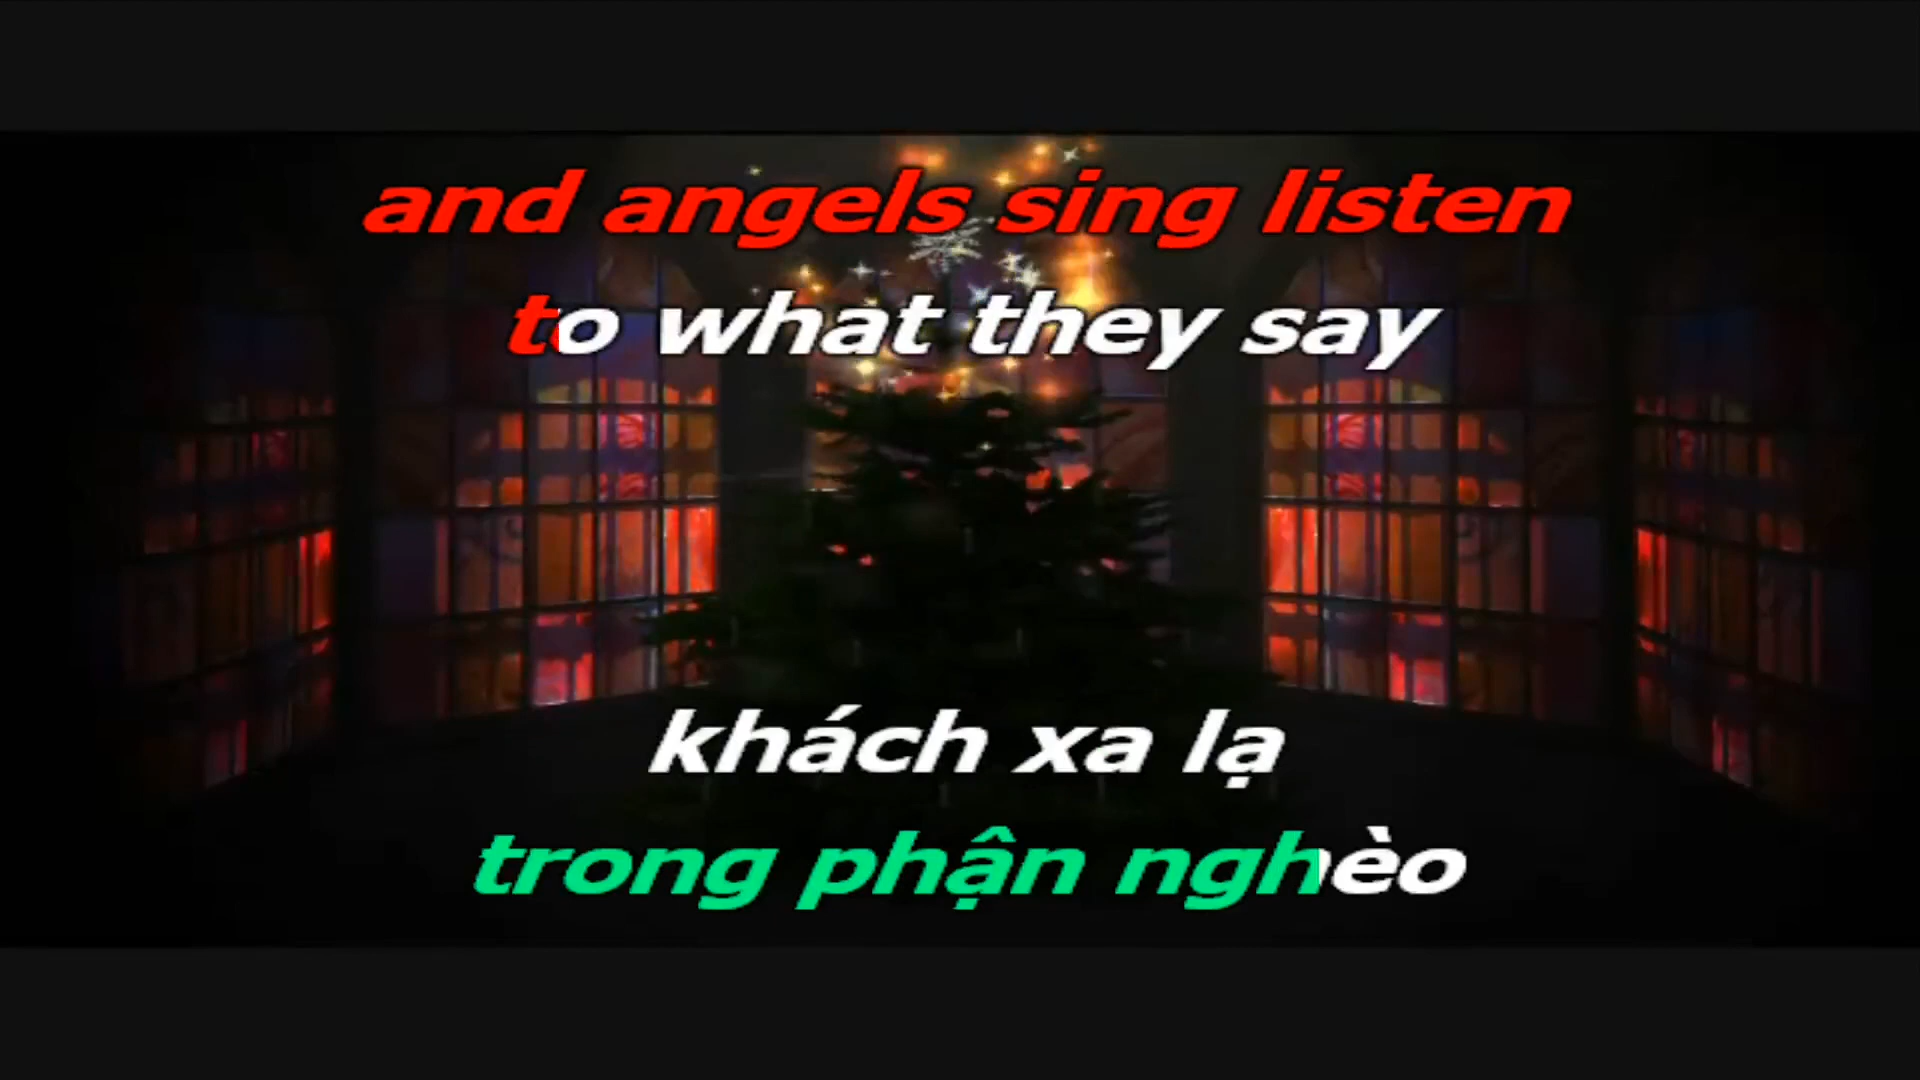 and angels sing listen
to what they say
khách xa lạ
trong phận nghèo